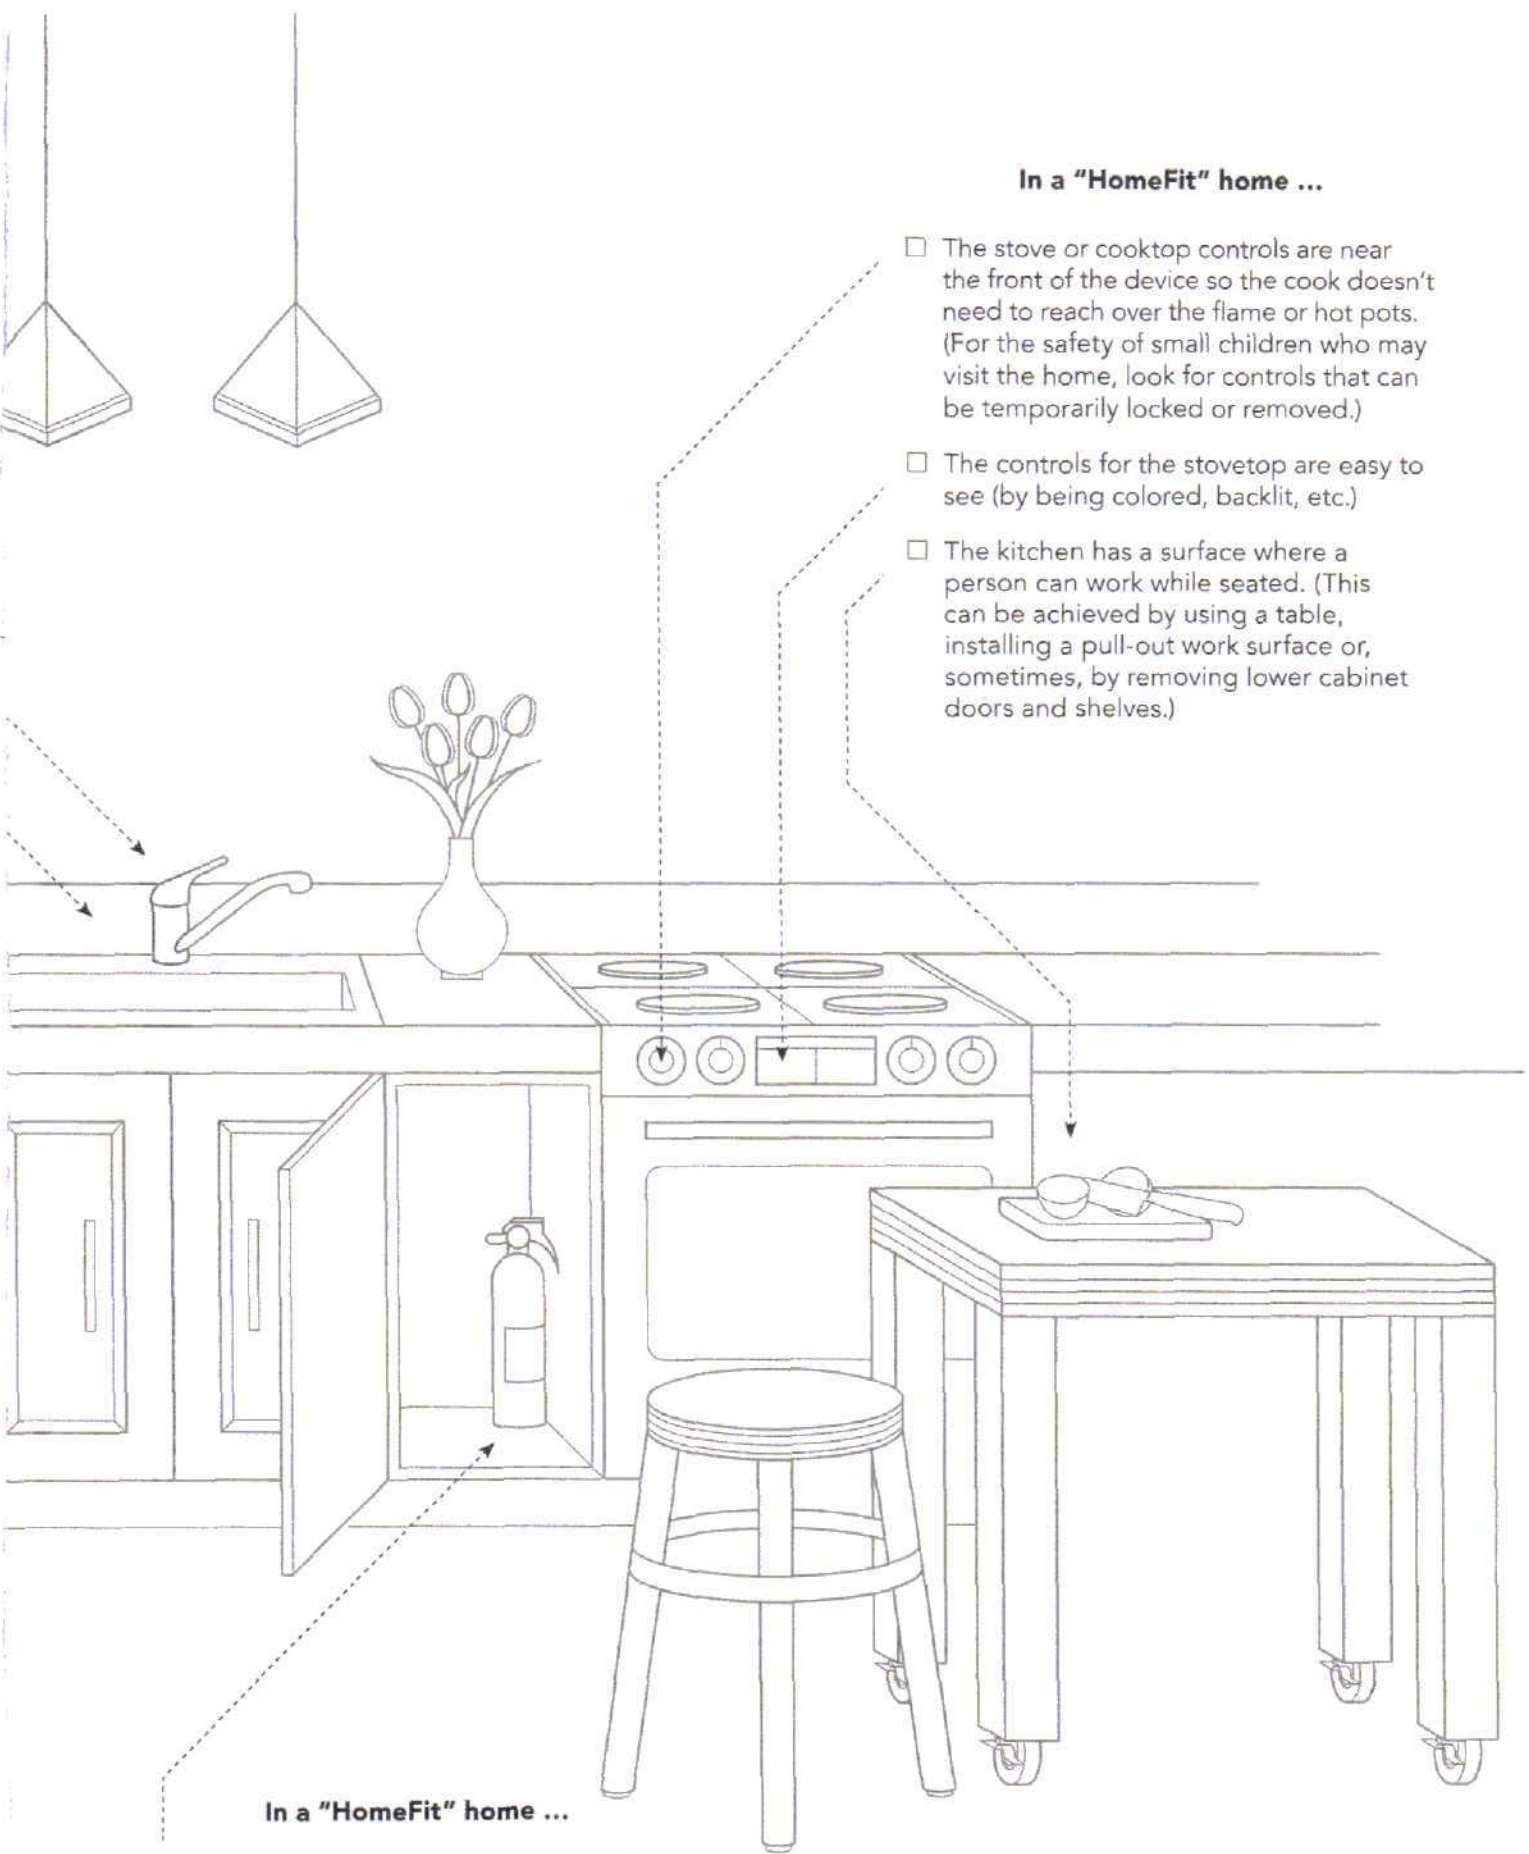 In a "HomeFit" home ...
☐ The stove or cooktop controls are near
the front of the device so the cook doesn't
need to reach over the flame or hot pots.
(For the safety of small children who may
visit the home, look for controls that can
be temporarily locked or removed.)
☐ The controls for the stovetop are easy to
see (by being colored, backlit, etc.)
☐ The kitchen has a surface where a
person can work while seated. (This
can be achieved by using a table,
installing a pull-out work surface or,
sometimes, by removing lower cabinet
doors and shelves.)
In a "HomeFit" home ...